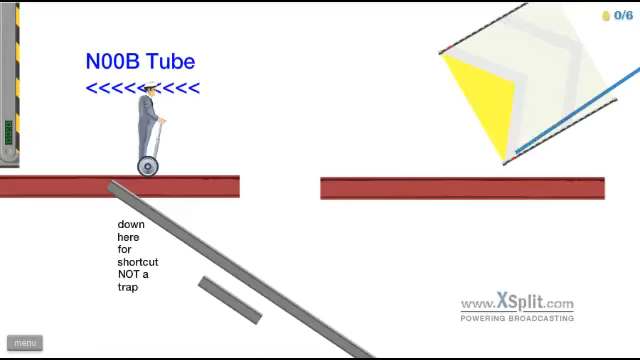 0/6
N00B Tube
<<<<<<<<<
down
here
for
shortcut
NOT a
trap
www.XSplit.com
POWERING BROADCASTING
menu